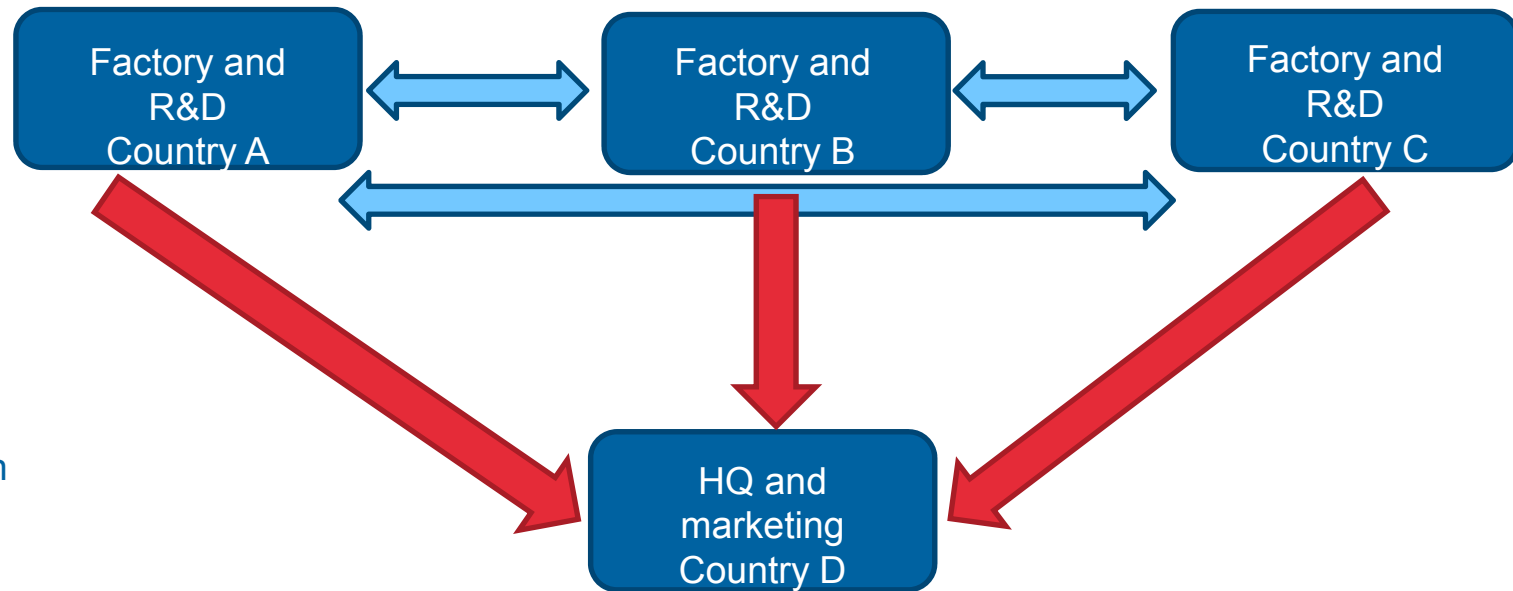 Factory and
R&D
Country A
Factory and
R&D
Country B
Factory and
R&D
Country C
HQ and
marketing
Country D